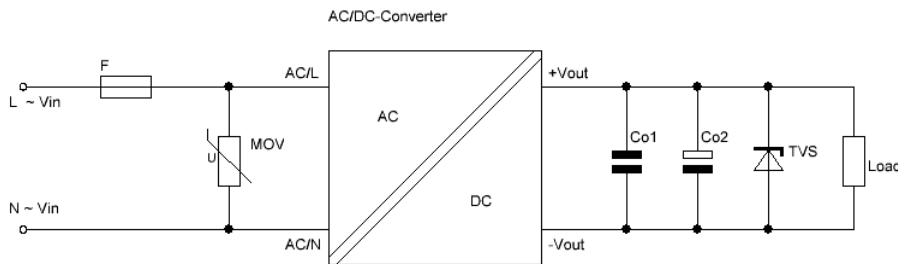 AC/DC-Converter
F
AC/L
+Vout
L ~ Vin
AC
Co1
Co2
U
MOV
TVS
Load
DC
N ~ Vin
AC/N
-Vout